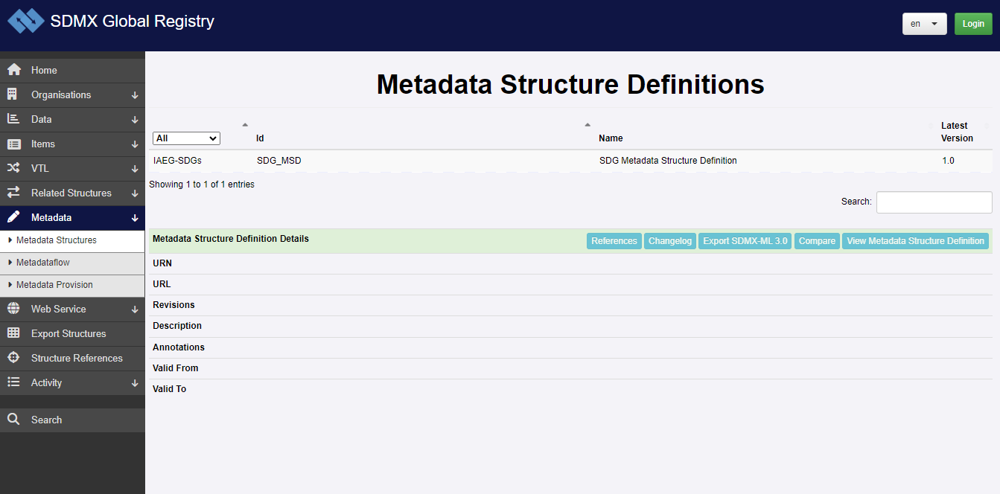 SDMX Global Registry
en
Login
Home
Organisations
Data
Items
VTL
Related Structures
Metadata
Metadata Structures
Metadataflow
Metadata Provision
Web Service
Export Structures
Structure References
Activity
Search
Metadata Structure Definitions
All Id Name Latest Version
IAEG-SDGs SDG_MSD SDG Metadata Structure Definition 1.0
Showing 1 to 1 of 1 entries
Search:
Metadata Structure Definition Details References Changelog Export SDMX-ML 3.0 Compare View Metadata Structure Definition
URN
URL
Revisions
Description
Annotations
Valid From
Valid To